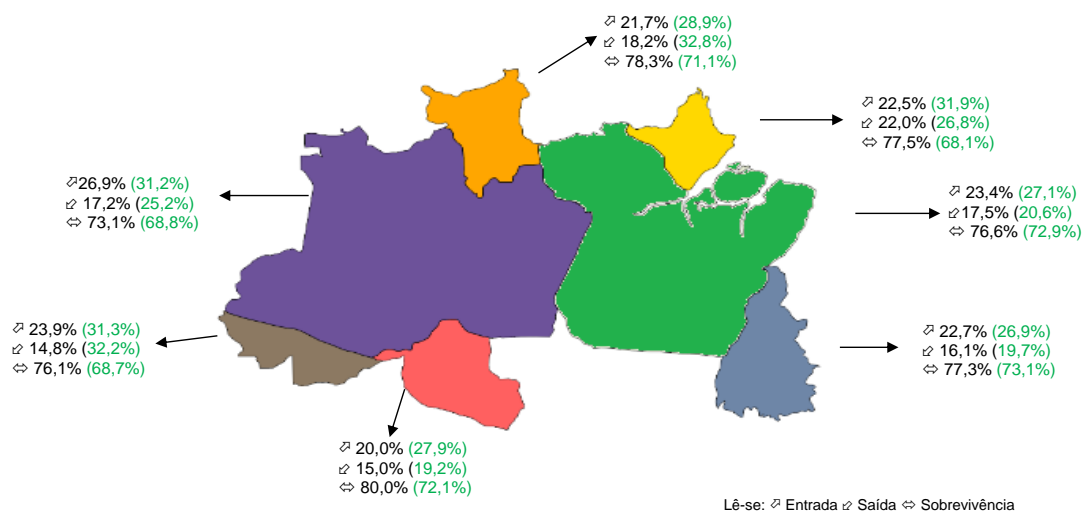 ⬀ 21,7% (28,9%)
⬃ 18,2% (32,8%)
⬄ 78,3% (71,1%)
⬀ 22,5% (31,9%)
⬃ 22,0% (26,8%)
⬄ 77,5% (68,1%)
⬀26,9% (31,2%)
⬃ 17,2% (25,2%)
⬄ 73,1% (68,8%)
⬀ 23,4% (27,1%)
⬃17,5% (20,6%)
⬄ 76,6% (72,9%)
⬀ 23,9% (31,3%)
⬃ 14,8% (32,2%)
⬄ 76,1% (68,7%)
⬀ 22,7% (26,9%)
⬃ 16,1% (19,7%)
⬄ 77,3% (73,1%)
⬀ 20,0% (27,9%)
⬃ 15,0% (19,2%)
⬄ 80,0% (72,1%)
Lê-se: ⬀ Entrada ⬃ Saída ⬄ Sobrevivência